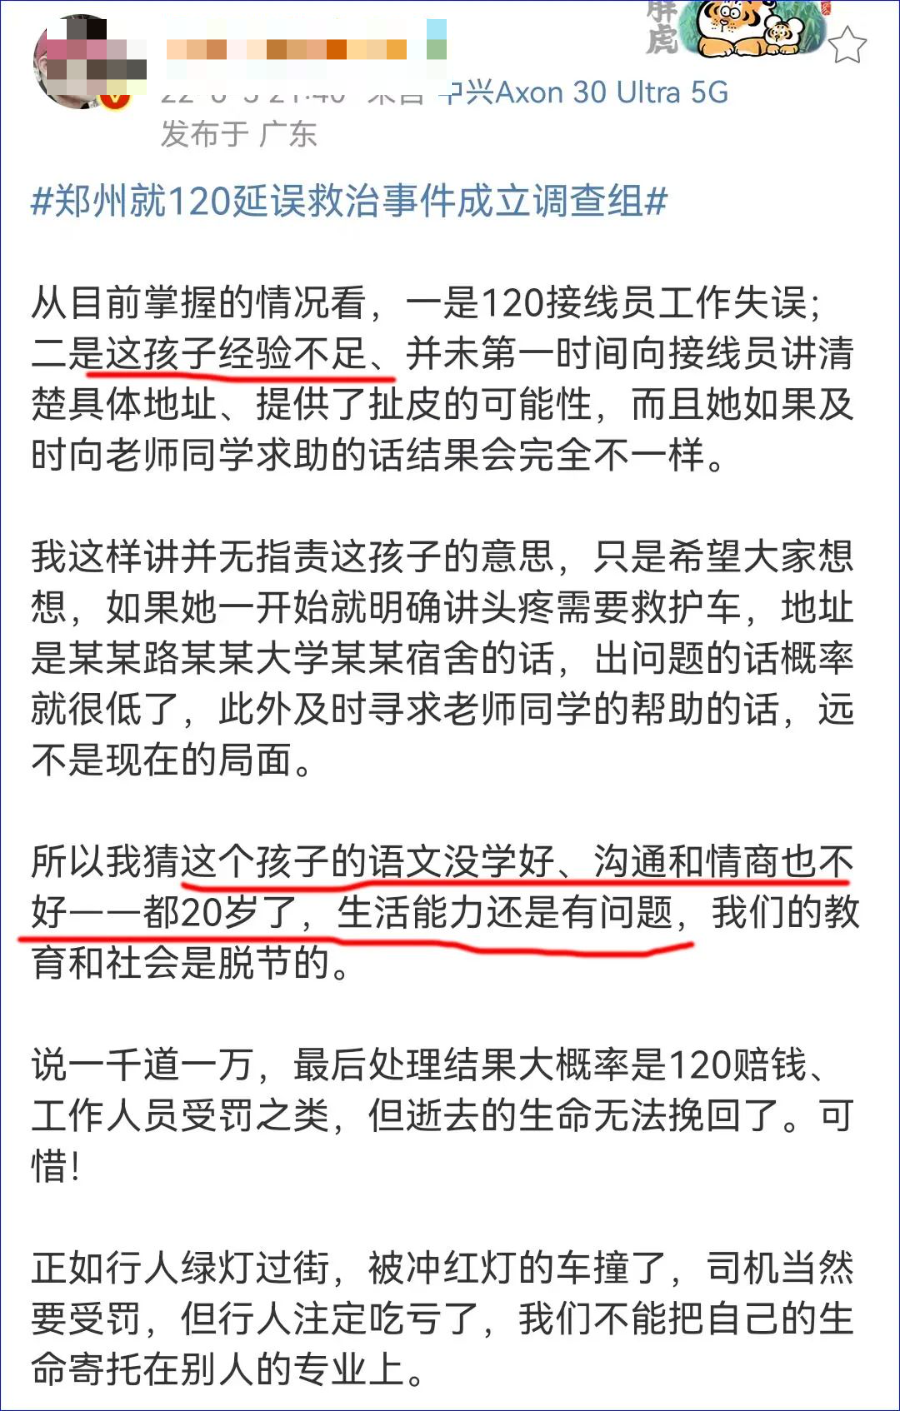 胖
虎
中兴Axon 30 Ultra 5G
发布于 广东
#郑州就120延误救治事件成立调查组#
从目前掌握的情况看，一是120接线员工作失误；
二是这孩子经验不足、并未第一时间向接线员讲清
楚具体地址、提供了扯皮的可能性，而且她如果及
时向老师同学求助的话结果会完全不一样。
我这样讲并无指责这孩子的意思，只是希望大家想
想，如果她一开始就明确讲头疼需要救护车，地址
是某某路某某大学某某宿舍的话，出问题的话概率
就很低了，此外及时寻求老师同学的帮助的话，远
不是现在的局面。
所以我猜这个孩子的语文没学好、沟通和情商也不
好——都20岁了，生活能力还是有问题，我们的教
育和社会是脱节的。
说一千道一万，最后处理结果大概率是120赔钱、
工作人员受罚之类，但逝去的生命无法挽回了。可
惜！
正如行人绿灯过街，被冲红灯的车撞了，司机当然
要受罚，但行人注定吃亏了，我们不能把自己的生
命寄托在别人的专业上。